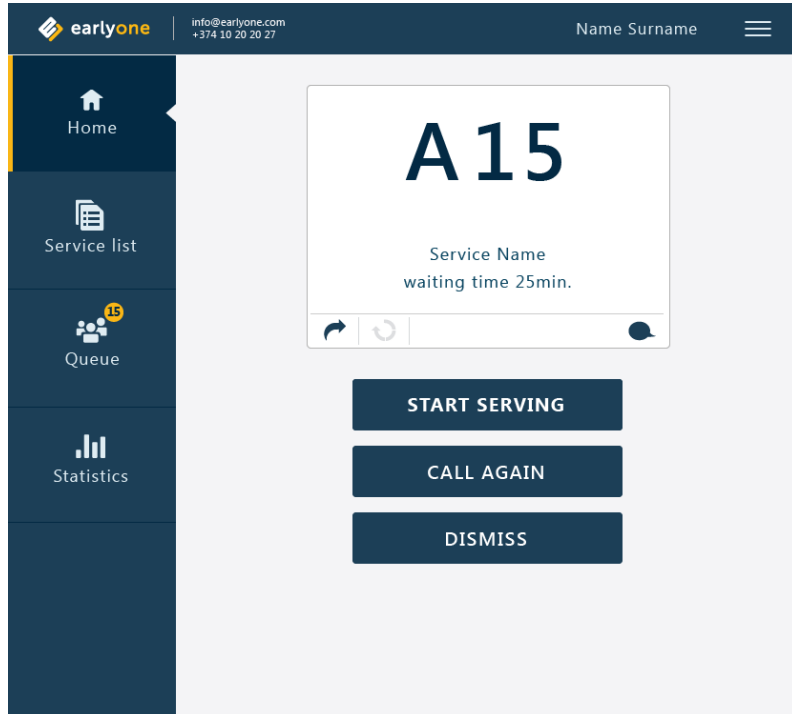 earlyone
info@earlyone.com
+374 10 20 20 27
Name Surname
Home
Service list
15
Queue
Statistics
A15
Service Name
waiting time 25min.
START SERVING
CALL AGAIN
DISMISS